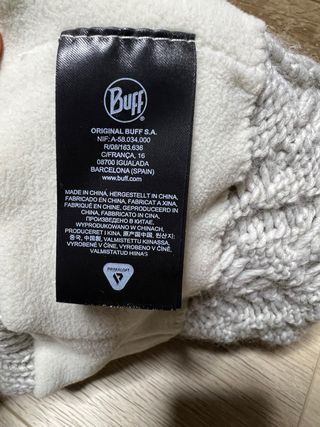 BUFF
ORIGINAL BUFF S.A.
NIF: A-58.034.000
R/08/163.636
C/FRANÇA, 16
08700 IGUALADA
BARCELONA (SPAIN)
www.buff.com
MADE IN CHINA, HERGESTELLT IN CHINA,
FABRICADO EN CHINA, FABRICAT A XINA,
FABRIQUÉ EN CHINE, GEPRODUCEERD IN
CHINA, FABBRICATO IN CINA,
ПРОИЗВЕДЕНО В КИТАЕ,
WYPRODUKOWANO W CHINACH,
PRODUCERET I KINA, 原产国中国, 원산지:
중국, 中国製, VALMISTETTU KIINASSA,
VYROBENÉ V ČÍNE, VYROBENO V ČÍNĚ,
VALMISTATUD HIINAS
PRIMALOFT